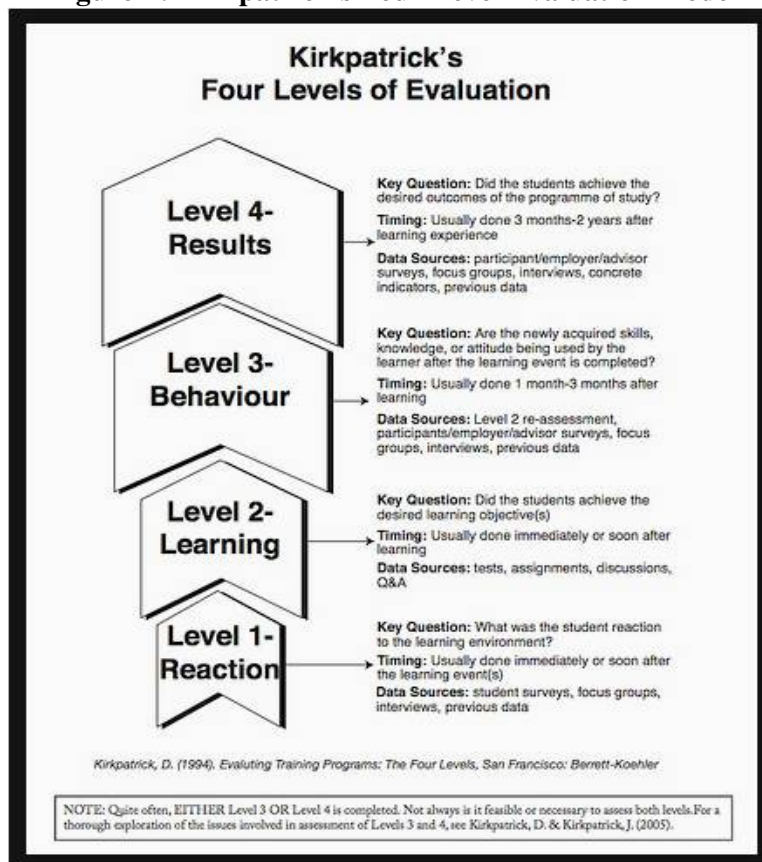 Kirkpatrick's
Four Levels of Evaluation
Level 4-
Results
Key Question: Did the students achieve the
desired outcomes of the programme of study?
Timing: Usually done 3 months-2 years after
learning experience
Data Sources: participant/employer/advisor
surveys, focus groups, interviews, concrete
indicators, previous data
Level 3-
Behaviour
Key Question: Are the newly acquired skills,
knowledge, or attitude being used by the
learner after the learning event is completed?
Timing: Usually done 1 month-3 months after
learning
Data Sources: Level 2 re-assessment,
participants/employer/advisor surveys, focus
groups, interviews, previous data
Level 2-
Learning
Key Question: Did the students achieve the
desired learning objective(s)
Timing: Usually done immediately or soon after
learning
Data Sources: tests, assignments, discussions,
Q&A
Level 1-
Reaction
Key Question: What was the student reaction
to the learning environment?
Timing: Usually done immediately or soon after
the learning event(s)
Data Sources: student surveys, focus groups,
interviews, previous data
Kirkpatrick, D. (1994). Evaluting Training Programs: The Four Levels, San Francisco: Berrett-Koehler
NOTE: Quite often, EITHER Level 3 OR Level 4 is completed. Not always is it feasible or necessary to assess both levels.For a
thorough exploration of the issues involved in assessment of Levels 3 and 4, see Kirkpatrick, D. & Kirkpatrick, J. (2005).